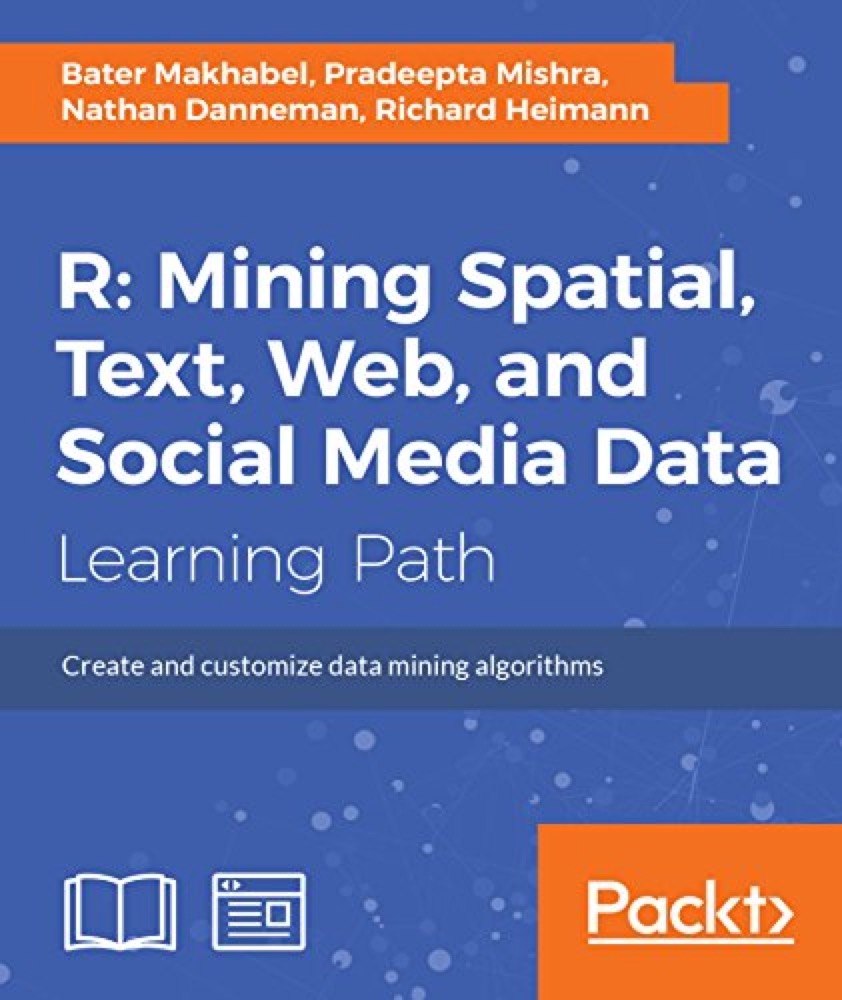 Bater Makhabel, Pradeepta Mishra,
Nathan Danneman, Richard Heimann
R: Mining Spatial,
Text, Web, and
Social Media Data
Learning Path
Create and customize data mining algorithms
Packt>